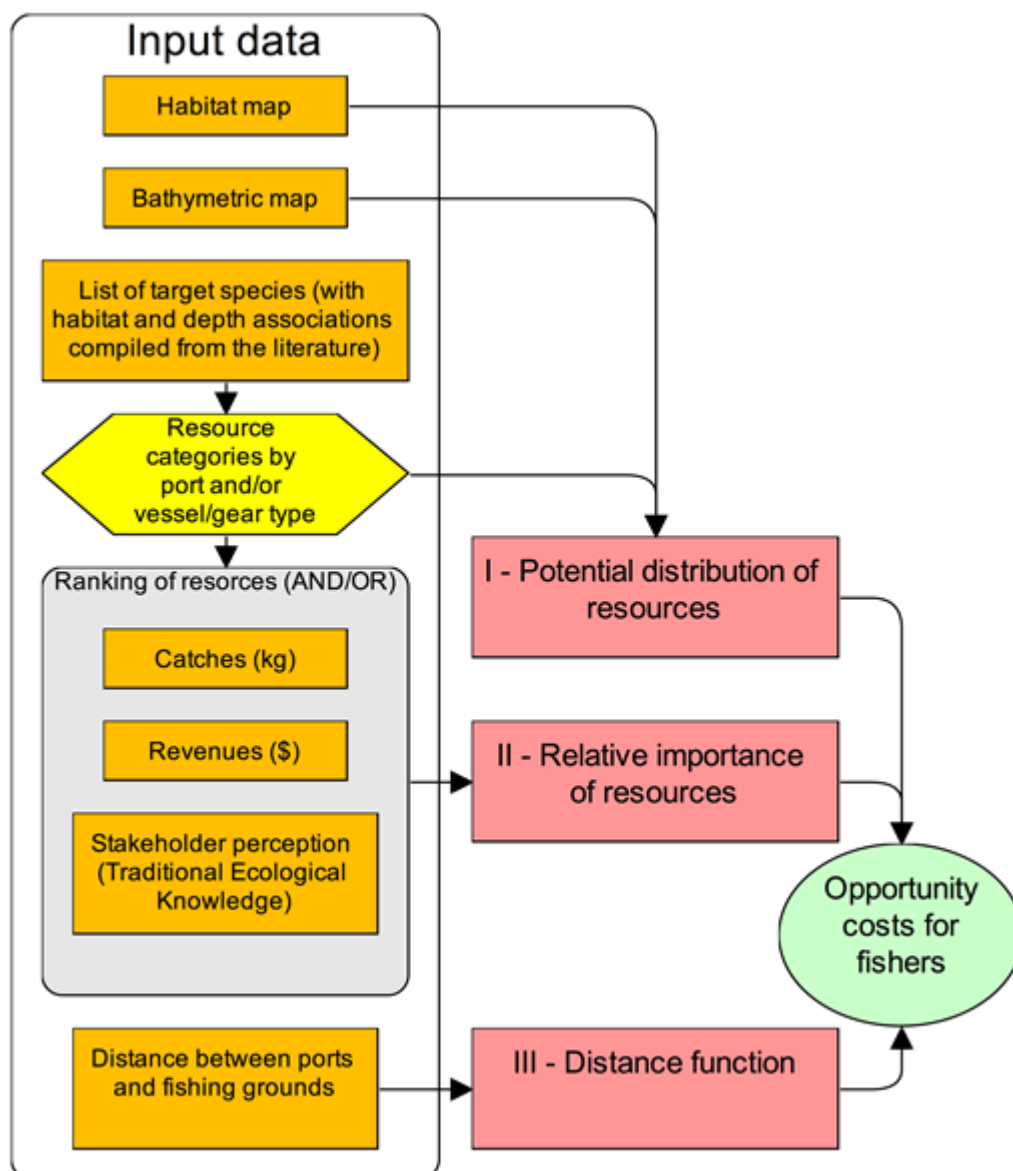 Input data
Habitat map
Bathymetric map
List of target species (with
habitat and depth associations
compiled from the literature)
Resource
categories by
port and/or
vessel/gear type
Ranking of resorces (AND/OR)
Catches (kg)
Revenues ($)
Stakeholder perception
(Traditional Ecological
Knowledge)
Distance between ports
and fishing grounds
I - Potential distribution of
resources
II - Relative importance
of resources
III - Distance function
Opportunity
costs for
fishers